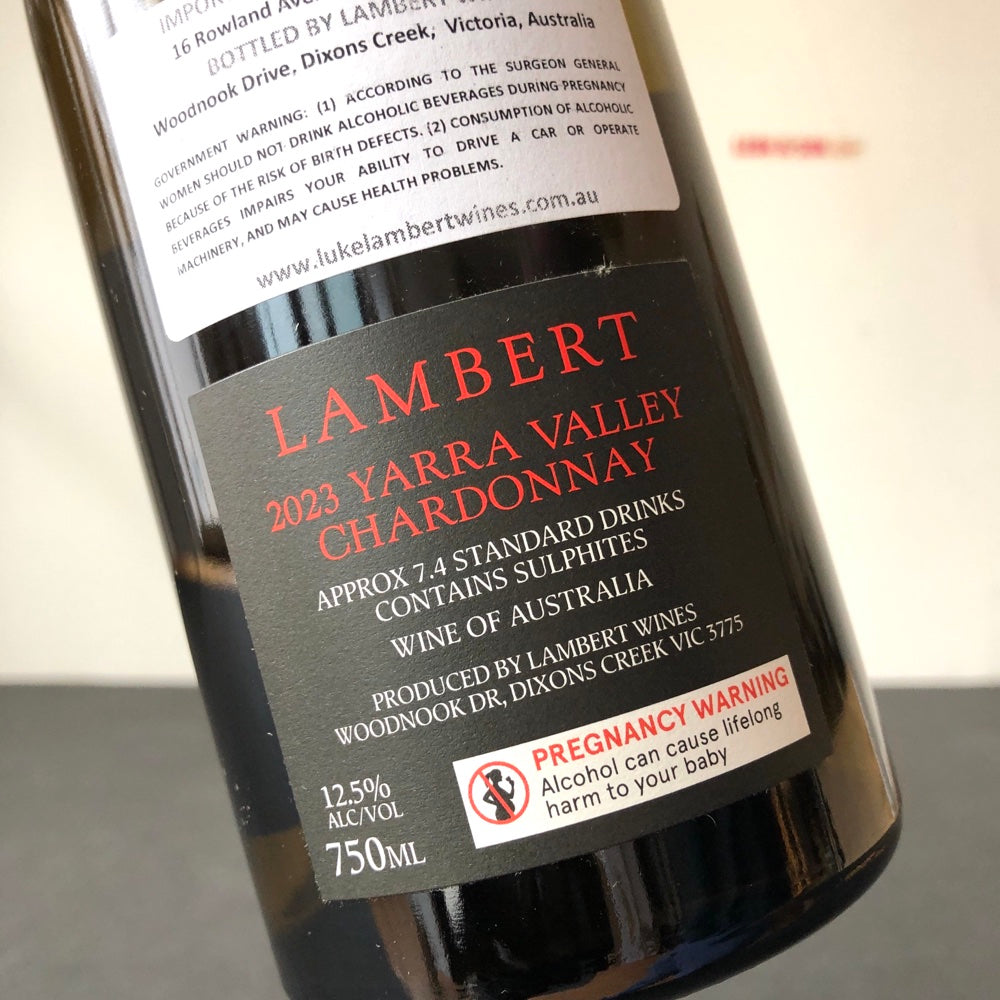 16 Rowland
BOTTLED BY LAMBERT
Woodnook Drive, Dixons Creek, Victoria, Australia
GOVERNMENT WARNING: (1) ACCORDING TO THE SURGEON GENERAL
WOMEN SHOULD NOT DRINK ALCOHOLIC BEVERAGES DURING PREGNANCY
BECAUSE OF THE RISK OF BIRTH DEFECTS. (2) CONSUMPTION OF ALCOHOLIC
BEVERAGES IMPAIRS YOUR ABILITY TO DRIVE A CAR OR OPERATE
MACHINERY, AND MAY CAUSE HEALTH PROBLEMS.
www.lukelambertwines.com.au
LAMBERT
2023 YARRA VALLEY
CHARDONNAY
APPROX 7.4 STANDARD DRINKS
CONTAINS SULPHITES
WINE OF AUSTRALIA
PRODUCED BY LAMBERT WINES
WOODNOOK DR, DIXONS CREEK VIC 3775
PREGNANCY WARNING
Alcohol can cause lifelong
harm to your baby
12.5%
ALC/VOL
750ML